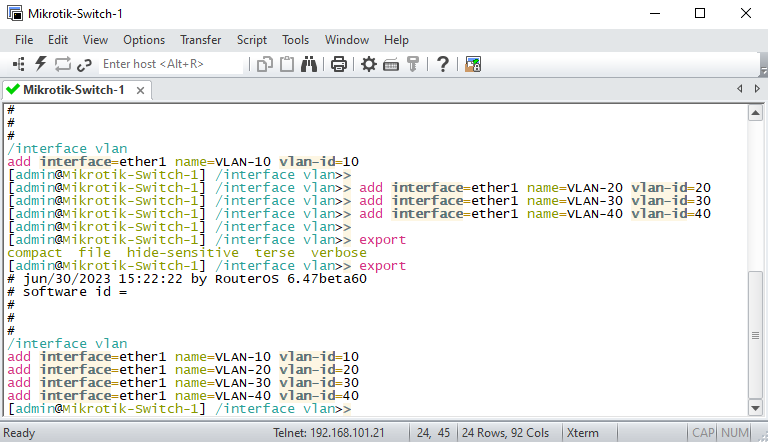 Mikrotik-Switch-1
File Edit View Options Transfer Script Tools Window Help
Enter host <Alt+R>
Mikrotik-Switch-1
#
#
#
/interface vlan
add interface=ether1 name=VLAN-10 vlan-id=10
[admin@Mikrotik-Switch-1] /interface vlan>>
[admin@Mikrotik-Switch-1] /interface vlan>> add interface=ether1 name=VLAN-20 vlan-id=20
[admin@Mikrotik-Switch-1] /interface vlan>> add interface=ether1 name=VLAN-30 vlan-id=30
[admin@Mikrotik-Switch-1] /interface vlan>> add interface=ether1 name=VLAN-40 vlan-id=40
[admin@Mikrotik-Switch-1] /interface vlan>>
[admin@Mikrotik-Switch-1] /interface vlan>> export
compact file hide-sensitive terse verbose
[admin@Mikrotik-Switch-1] /interface vlan>> export
# jun/30/2023 15:22:22 by RouterOS 6.47beta60
# software id =
#
#
#
/interface vlan
add interface=ether1 name=VLAN-10 vlan-id=10
add interface=ether1 name=VLAN-20 vlan-id=20
add interface=ether1 name=VLAN-30 vlan-id=30
add interface=ether1 name=VLAN-40 vlan-id=40
[admin@Mikrotik-Switch-1] /interface vlan>>
Ready Telnet: 192.168.101.21 24, 45 24 Rows, 92 Cols Xterm CAP NUM